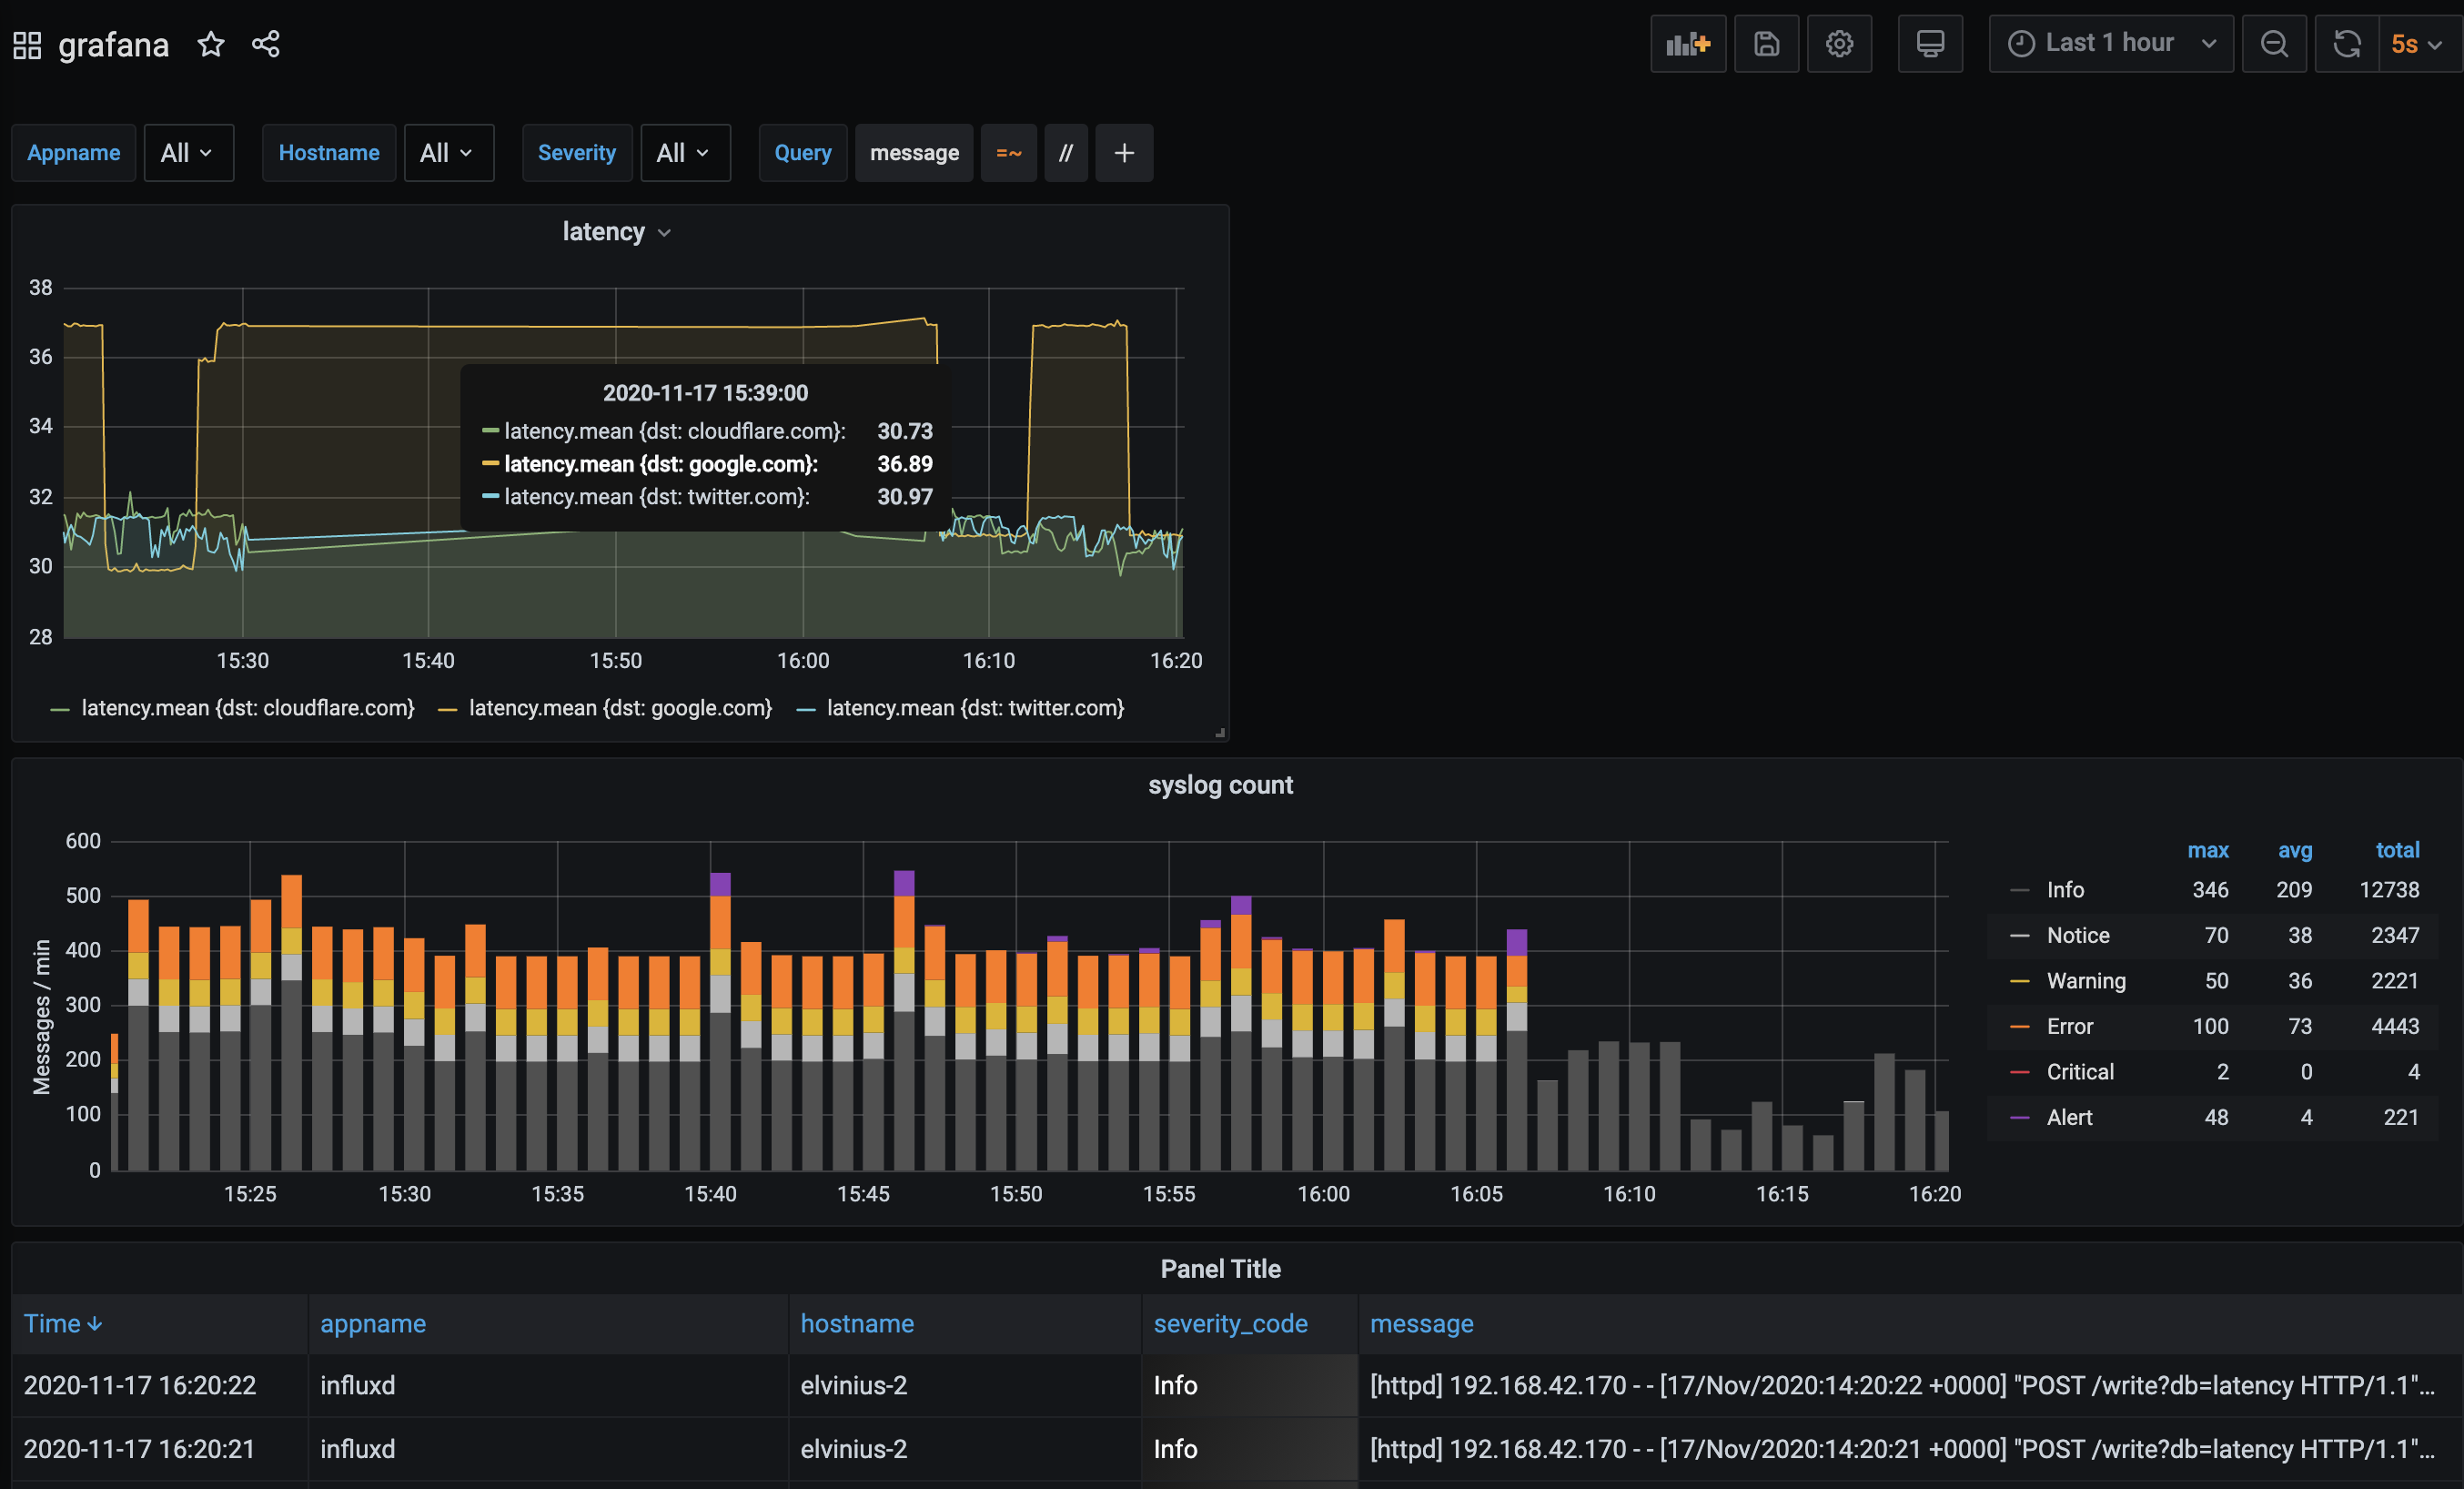 grafana
Last 1 hour
5s
Appname All Hostname All Severity All Query message =~ // +
latency
38
36
34
32
30
28
2020-11-17 15:39:00
latency.mean {dst: cloudflare.com}: 30.73
latency.mean {dst: google.com}: 36.89
latency.mean {dst: twitter.com}: 30.97
15:30 15:40 15:50 16:00 16:10 16:20
latency.mean {dst: cloudflare.com} latency.mean {dst: google.com} latency.mean {dst: twitter.com}
syslog count
Messages / min
600
500
400
300
200
100
0
15:25 15:30 15:35 15:40 15:45 15:50 15:55 16:00 16:05 16:10 16:15 16:20
max avg total
Info 346 209 12738
Notice 70 38 2347
Warning 50 36 2221
Error 100 73 4443
Critical 2 0 4
Alert 48 4 221
Panel Title
Time appname hostname severity_code message
2020-11-17 16:20:22 influxd elvinius-2 Info [httpd] 192.168.42.170 - - [17/Nov/2020:14:20:22 +0000] "POST /write?db=latency HTTP/1.1"...
2020-11-17 16:20:21 influxd elvinius-2 Info [httpd] 192.168.42.170 - - [17/Nov/2020:14:20:21 +0000] "POST /write?db=latency HTTP/1.1"...